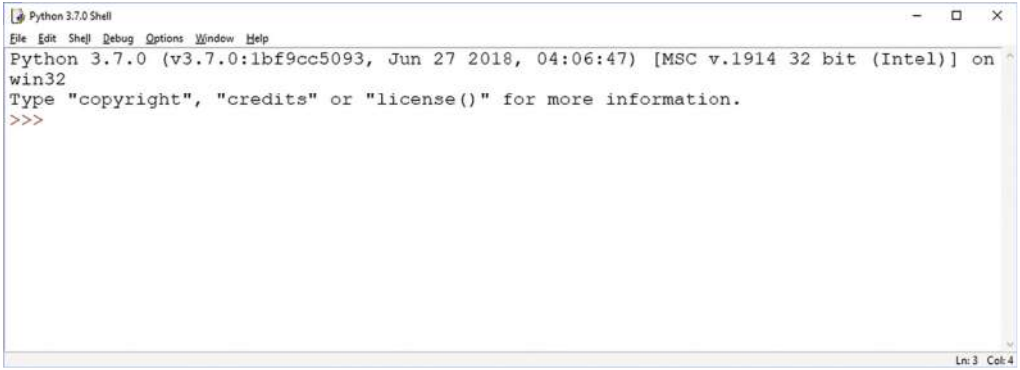 Python 3.7.0 Shell
File Edit Shell Debug Options Window Help
Python 3.7.0 (v3.7.0:1bf9cc5093, Jun 27 2018, 04:06:47) [MSC v.1914 32 bit (Intel)] on
win32
Type "copyright", "credits" or "license()" for more information.
>>>
Ln: 3 Col: 4